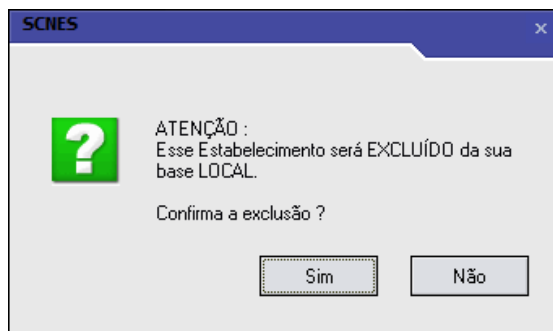 SCNES
ATENÇÃO :
Esse Estabelecimento será EXCLUÍDO da sua
base LOCAL.
Confirma a exclusão ?
Sim
Não